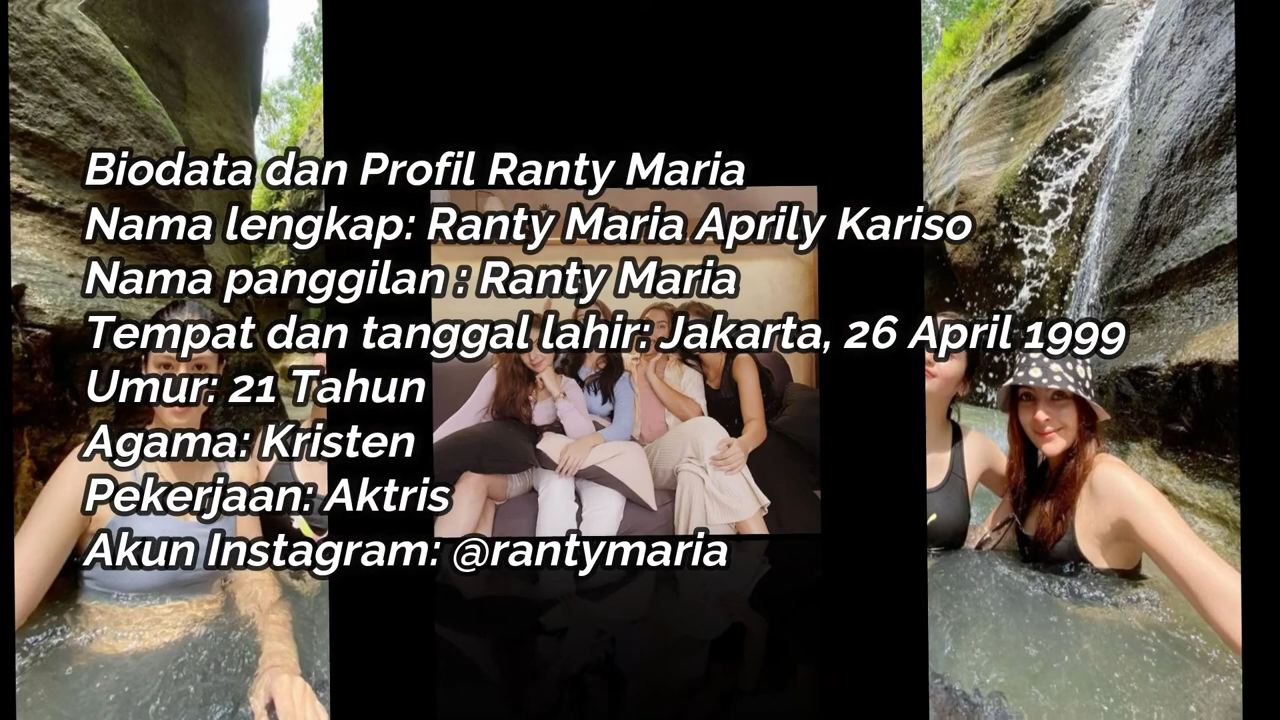 Biodata dan Profil Ranty Maria
Nama lengkap: Ranty Maria Aprily Kariso
Nama panggilan : Ranty Maria
Tempat dan tanggal lahir: Jakarta, 26 April 1999
Umur: 21 Tahun
Agama: Kristen
Pekerjaan: Aktris
Akun Instagram: @rantymaria